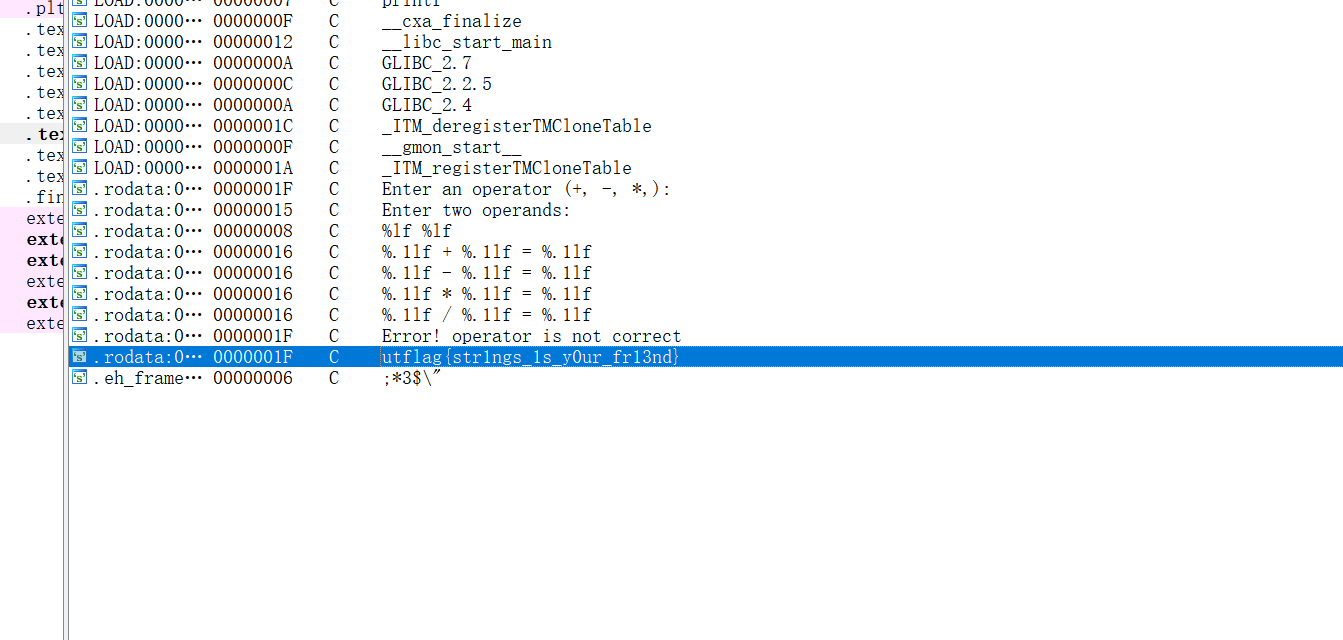 .plt
.tex
.tex
.tex
.tex
.tex
.tex
.tex
.tex
.fin
exte
exte
exte
exte
exte
exte
LOAD:0000··· 00000007 C printf
LOAD:0000··· 0000000F C __cxa_finalize
LOAD:0000··· 00000012 C __libc_start_main
LOAD:0000··· 0000000A C GLIBC_2.7
LOAD:0000··· 0000000C C GLIBC_2.2.5
LOAD:0000··· 0000000A C GLIBC_2.4
LOAD:0000··· 0000001C C _ITM_deregisterTMCloneTable
LOAD:0000··· 0000000F C __gmon_start__
LOAD:0000··· 0000001A C _ITM_registerTMCloneTable
.rodata:0··· 0000001F C Enter an operator (+, -, *,):
.rodata:0··· 00000015 C Enter two operands:
.rodata:0··· 00000008 C %lf %lf
.rodata:0··· 00000016 C %.1lf + %.1lf = %.1lf
.rodata:0··· 00000016 C %.1lf - %.1lf = %.1lf
.rodata:0··· 00000016 C %.1lf * %.1lf = %.1lf
.rodata:0··· 00000016 C %.1lf / %.1lf = %.1lf
.rodata:0··· 0000001F C Error! operator is not correct
.rodata:0··· 0000001F C utflag{str1ngs_1s_y0ur_fr13nd}
.eh_frame··· 00000006 C ;*3$\"